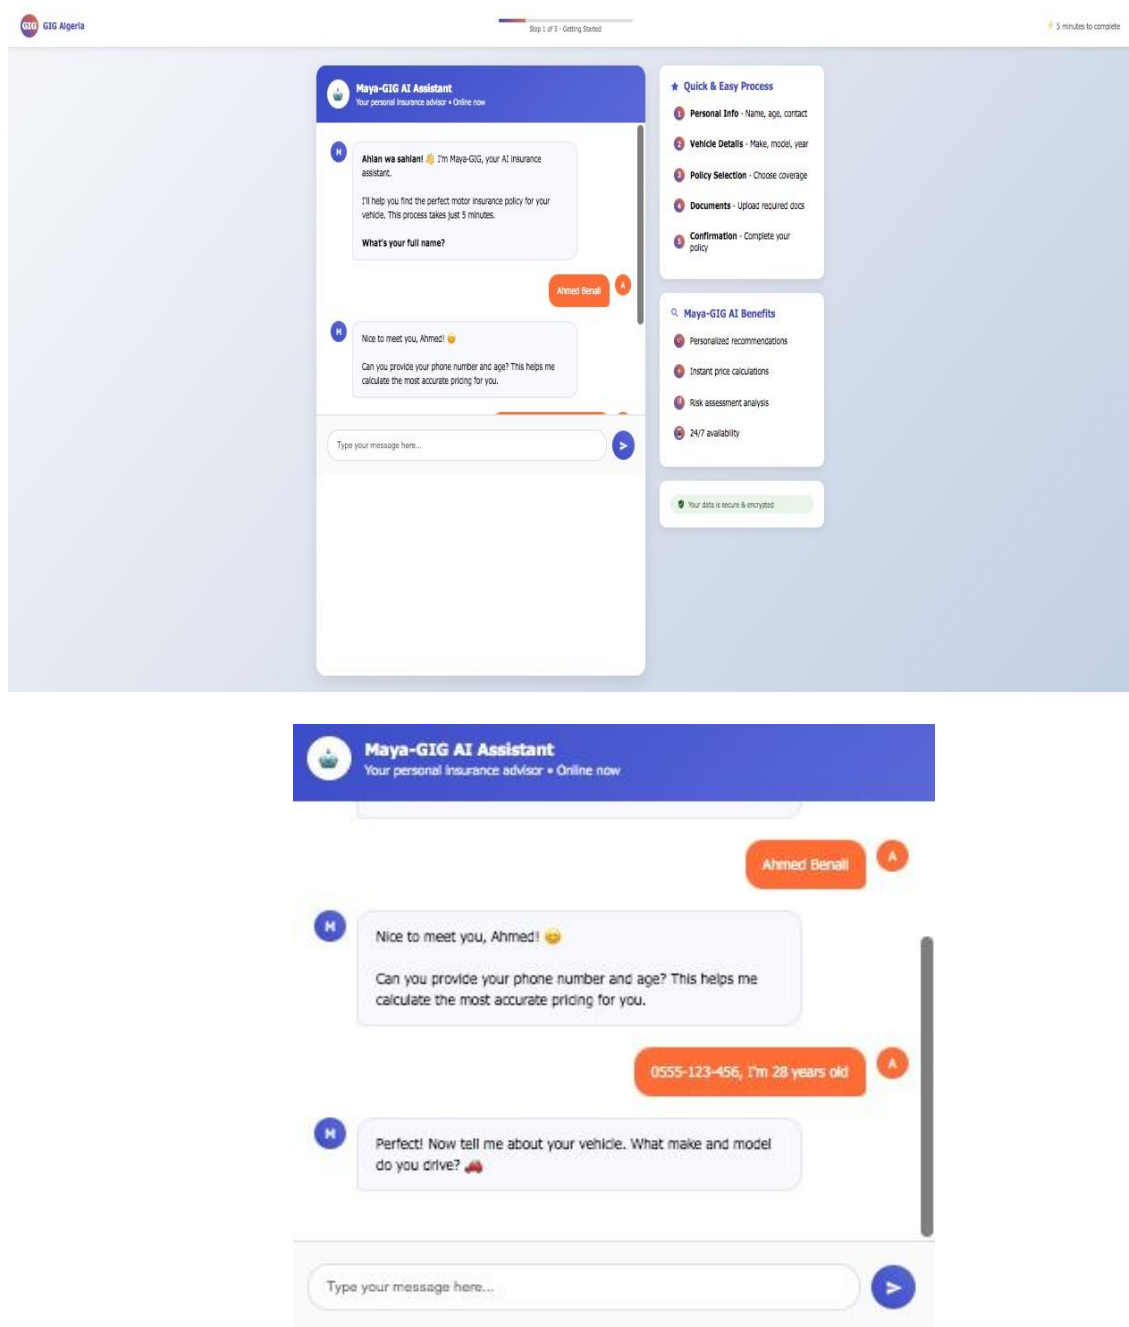 GIG GIG Algeria
Step 1 of 5 - Getting Started
5 minutes to complete
Maya-GIG AI Assistant
Your personal insurance advisor • Online now
M
Ahlan wa sahlan! 👋 I'm Maya-GIG, your AI insurance
assistant.
I'll help you find the perfect motor insurance policy for your
vehicle. This process takes just 5 minutes.
What's your full name?
Ahmed Benali
A
M
Nice to meet you, Ahmed! 😊
Can you provide your phone number and age? This helps me
calculate the most accurate pricing for you.
Type your message here...
Quick & Easy Process
1 Personal Info - Name, age, contact
2 Vehicle Details - Make, model, year
3 Policy Selection - Choose coverage
4 Documents - Upload required docs
5 Confirmation - Complete your
policy
Maya-GIG AI Benefits
Personalized recommendations
Instant price calculations
Risk assessment analysis
24/7 availability
Your data is secure & encrypted
Maya-GIG AI Assistant
Your personal insurance advisor • Online now
Ahmed Benali
A
M
Nice to meet you, Ahmed! 😊
Can you provide your phone number and age? This helps me
calculate the most accurate pricing for you.
0555-123-456, I'm 28 years old
A
M
Perfect! Now tell me about your vehicle. What make and model
do you drive? 🚗
Type your message here...